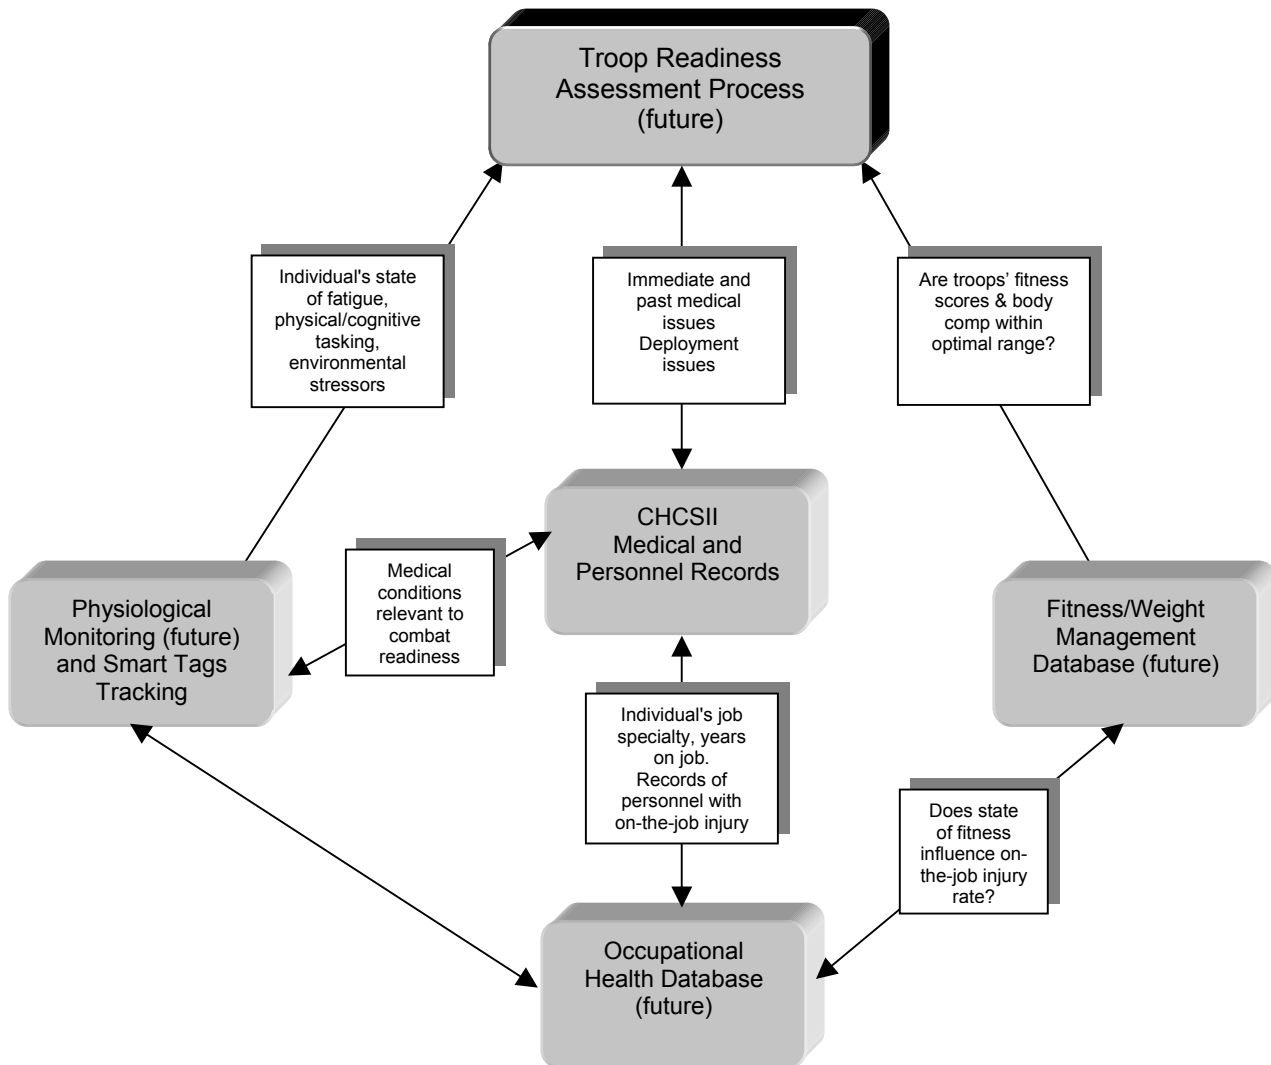 Troop Readiness
Assessment Process
(future)
Individual's state
of fatigue,
physical/cognitive
tasking,
environmental
stressors
Immediate and
past medical
issues
Deployment
issues
Are troops’ fitness
scores & body
comp within
optimal range?
CHCSII
Medical and
Personnel Records
Medical
conditions
relevant to
combat
readiness
Physiological
Monitoring (future)
and Smart Tags
Tracking
Fitness/Weight
Management
Database (future)
Individual's job
specialty, years
on job.
Records of
personnel with
on-the-job injury
Does state
of fitness
influence on-
the-job injury
rate?
Occupational
Health Database
(future)